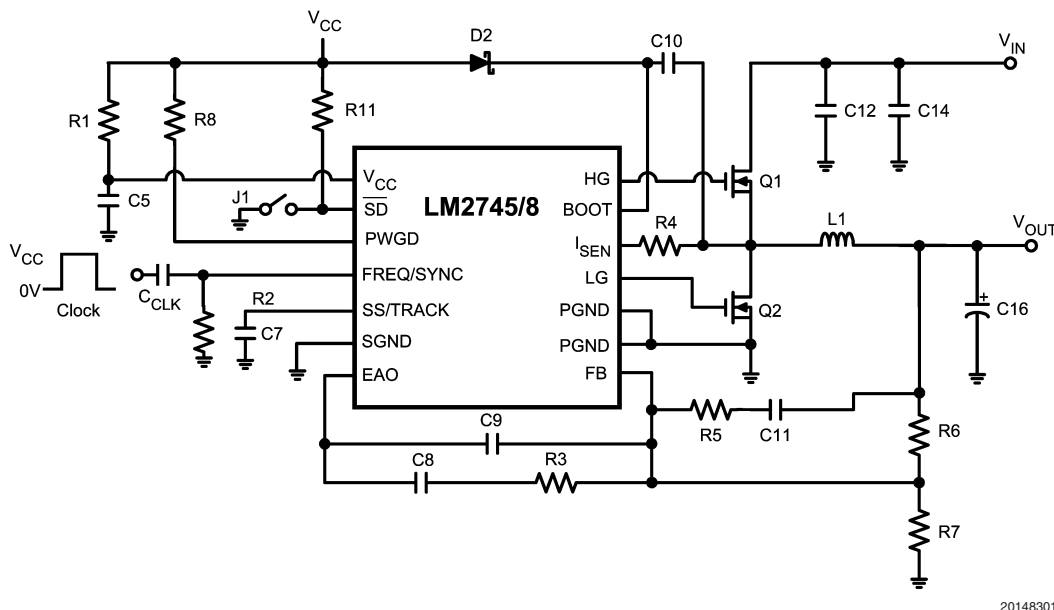 VCC
D2
C10
VIN
R1
R8
R11
C12
C14
VCC
HG
Q1
C5
J1
SD
LM2745/8
BOOT
R4
L1
VOUT
PWGD
ISEN
VCC
0V
Clock
CCLK
FREQ/SYNC
LG
R2
C7
SS/TRACK
PGND
Q2
C16
SGND
PGND
EAO
FB
C9
R5
C11
R6
C8
R3
R7
20148301